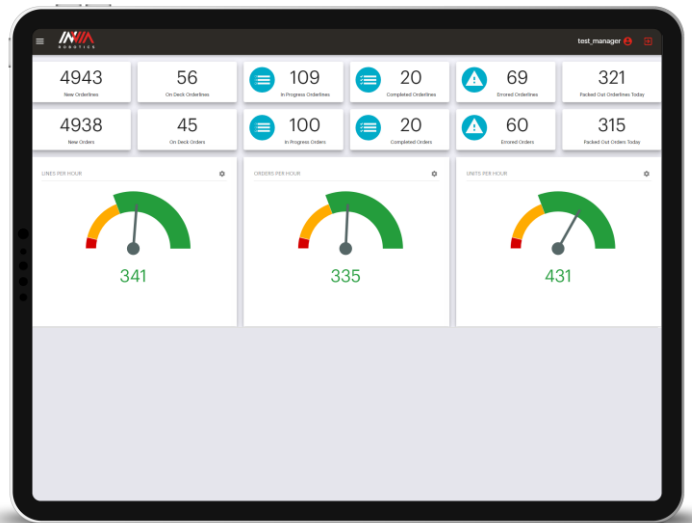 INVIA
ROBOTICS
test_manager
4943
New Orderlines
56
On Deck Orderlines
109
In Progress Orderlines
20
Completed Orderlines
69
Errored Orderlines
321
Packed Out Orderlines Today
4938
New Orders
45
On Deck Orders
100
In Progress Orders
20
Completed Orders
60
Errored Orders
315
Packed Out Orders Today
LINES PER HOUR
341
ORDERS PER HOUR
335
UNITS PER HOUR
431